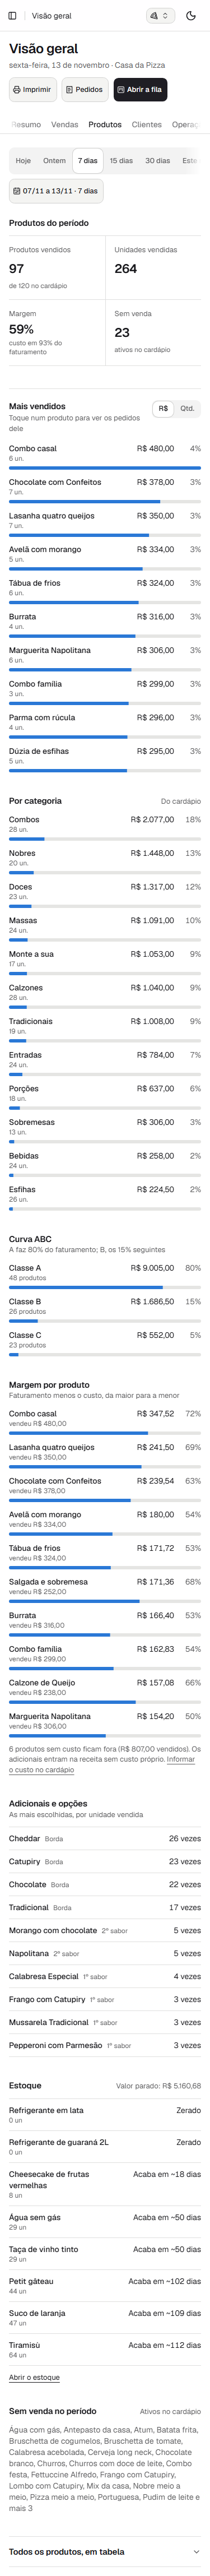 Visão geral
Visão geral
sexta-feira, 13 de novembro · Casa da Pizza
Imprimir Pedidos Abrir a fila
Resumo Vendas Produtos Clientes Operaç
Hoje Ontem 7 dias 15 dias 30 dias Este
07/11 a 13/11 · 7 dias
Produtos do período
Produtos vendidos
97
de 120 no cardápio
Unidades vendidas
264
Margem
59%
custo em 93% do
faturamento
Sem venda
23
ativos no cardápio
Mais vendidos
Toque num produto para ver os pedidos
dele
R$ Qtd.
Combo casal R$ 480,00 4%
6 un.
Chocolate com Confeitos R$ 378,00 3%
7 un.
Lasanha quatro queijos R$ 350,00 3%
7 un.
Avelã com morango R$ 334,00 3%
5 un.
Tábua de frios R$ 324,00 3%
6 un.
Burrata R$ 316,00 3%
4 un.
Marguerita Napolitana R$ 306,00 3%
6 un.
Combo família R$ 299,00 3%
3 un.
Parma com rúcula R$ 296,00 3%
4 un.
Dúzia de esfihas R$ 295,00 3%
5 un.
Por categoria Do cardápio
Combos R$ 2.077,00 18%
28 un.
Nobres R$ 1.448,00 13%
20 un.
Doces R$ 1.317,00 12%
23 un.
Massas R$ 1.091,00 10%
24 un.
Monte a sua R$ 1.053,00 9%
17 un.
Calzones R$ 1.040,00 9%
28 un.
Tradicionais R$ 1.008,00 9%
19 un.
Entradas R$ 784,00 7%
24 un.
Porções R$ 637,00 6%
18 un.
Sobremesas R$ 306,00 3%
13 un.
Bebidas R$ 258,00 2%
24 un.
Esfihas R$ 224,50 2%
26 un.
Curva ABC
A faz 80% do faturamento; B, os 15% seguintes
Classe A R$ 9.005,00 80%
48 produtos
Classe B R$ 1.686,50 15%
26 produtos
Classe C R$ 552,00 5%
23 produtos
Margem por produto
Faturamento menos o custo, da maior para a menor
Combo casal R$ 347,52 72%
vendeu R$ 480,00
Lasanha quatro queijos R$ 241,50 69%
vendeu R$ 350,00
Chocolate com Confeitos R$ 239,54 63%
vendeu R$ 378,00
Avelã com morango R$ 180,00 54%
vendeu R$ 334,00
Tábua de frios R$ 171,72 53%
vendeu R$ 324,00
Salgada e sobremesa R$ 171,36 68%
vendeu R$ 252,00
Burrata R$ 166,40 53%
vendeu R$ 316,00
Combo família R$ 162,83 54%
vendeu R$ 299,00
Calzone de Queijo R$ 157,08 66%
vendeu R$ 238,00
Marguerita Napolitana R$ 154,20 50%
vendeu R$ 306,00
6 produtos sem custo ficam fora (R$ 807,00 vendidos). Os
adicionais entram na receita sem custo próprio. Informar
o custo no cardápio
Adicionais e opções
As mais escolhidas, por unidade vendida
Cheddar Borda 26 vezes
Catupiry Borda 23 vezes
Chocolate Borda 22 vezes
Tradicional Borda 17 vezes
Morango com chocolate 2º sabor 5 vezes
Napolitana 2º sabor 5 vezes
Calabresa Especial 1º sabor 4 vezes
Frango com Catupiry 1º sabor 3 vezes
Mussarela Tradicional 1º sabor 3 vezes
Pepperoni com Parmesão 1º sabor 3 vezes
Estoque Valor parado: R$ 5.160,68
Refrigerante em lata Zerado
0 un
Refrigerante de guaraná 2L Zerado
0 un
Cheesecake de frutas
vermelhas Acaba em ~18 dias
8 un
Água sem gás Acaba em ~50 dias
29 un
Taça de vinho tinto Acaba em ~50 dias
29 un
Petit gâteau Acaba em ~102 dias
44 un
Suco de laranja Acaba em ~109 dias
47 un
Tiramisù Acaba em ~112 dias
64 un
Abrir o estoque
Sem venda no período Ativos no cardápio
Água com gás, Antepasto da casa, Atum, Batata frita,
Bruschetta de cogumelos, Bruschetta de tomate,
Calabresa acebolada, Cerveja long neck, Chocolate
branco, Churros, Churros com doce de leite, Combo
festa, Fettuccine Alfredo, Frango com Catupiry,
Lombo com Catupiry, Mix da casa, Nobre meio a
meio, Pizza meio a meio, Portuguesa, Pudim de leite e
mais 3
Todos os produtos, em tabela